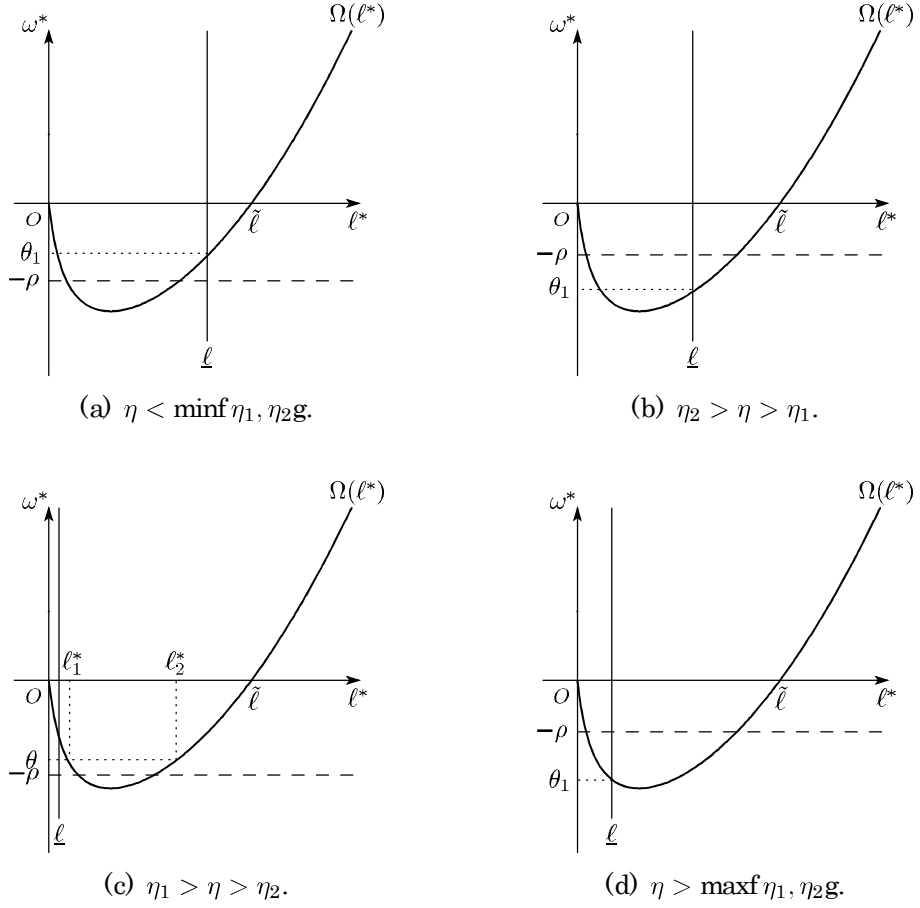 ω*
Ω(ℓ*)
O
ℓ̃
ℓ*
θ₁
−ρ
ℓ̲
(a) η < minf η₁, η₂g.
ω*
Ω(ℓ*)
O
ℓ̃
ℓ*
−ρ
θ₁
ℓ̲
(b) η₂ > η > η₁.
ω*
Ω(ℓ*)
ℓ₁*
ℓ₂*
O
ℓ̃
ℓ*
θ
−ρ
ℓ̲
(c) η₁ > η > η₂.
ω*
Ω(ℓ*)
O
ℓ̃
ℓ*
−ρ
θ₁
ℓ̲
(d) η > maxf η₁, η₂g.